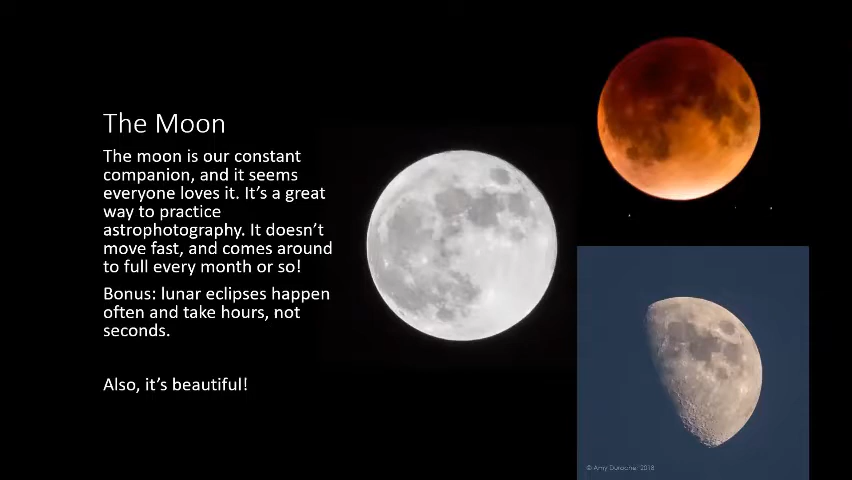 The Moon
The moon is our constant
companion, and it seems
everyone loves it. It’s a great
way to practice
astrophotography. It doesn’t
move fast, and comes around
to full every month or so!
Bonus: lunar eclipses happen
often and take hours, not
seconds.
Also, it’s beautiful!
© Amy 2018